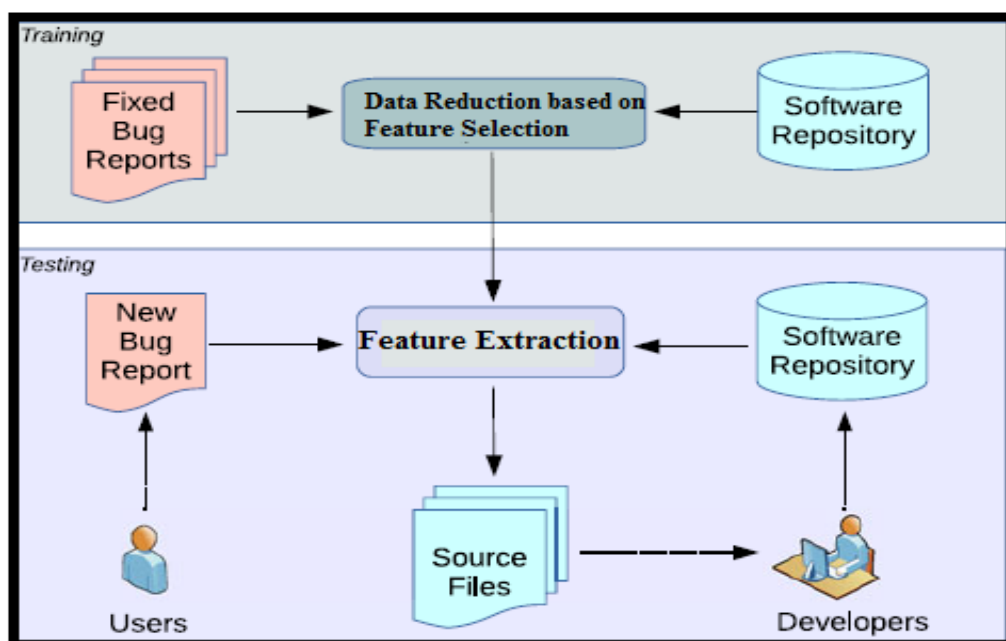 Training
Fixed
Bug
Reports
Data Reduction based on
Feature Selection
Software
Repository
Testing
New
Bug
Report
Feature Extraction
Software
Repository
Source
Files
Users
Developers